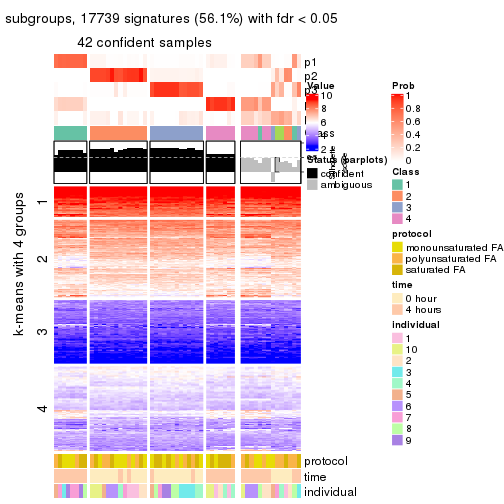 subgroups, 17739 signatures (56.1%) with fdr < 0.05
42 confident samples
p1
p2
p3
Value
10
8
6
2
Status (barplots)
confident
ambiguous
k-means with 4 groups
1
2
3
4
Prob
1
0.8
0.6
0.4
0.2
0
Class
1
2
3
4
protocol
monounsaturated FA
polyunsaturated FA
saturated FA
time
0 hour
4 hours
individual
1
10
2
3
4
5
6
7
8
9
protocol
time
individual